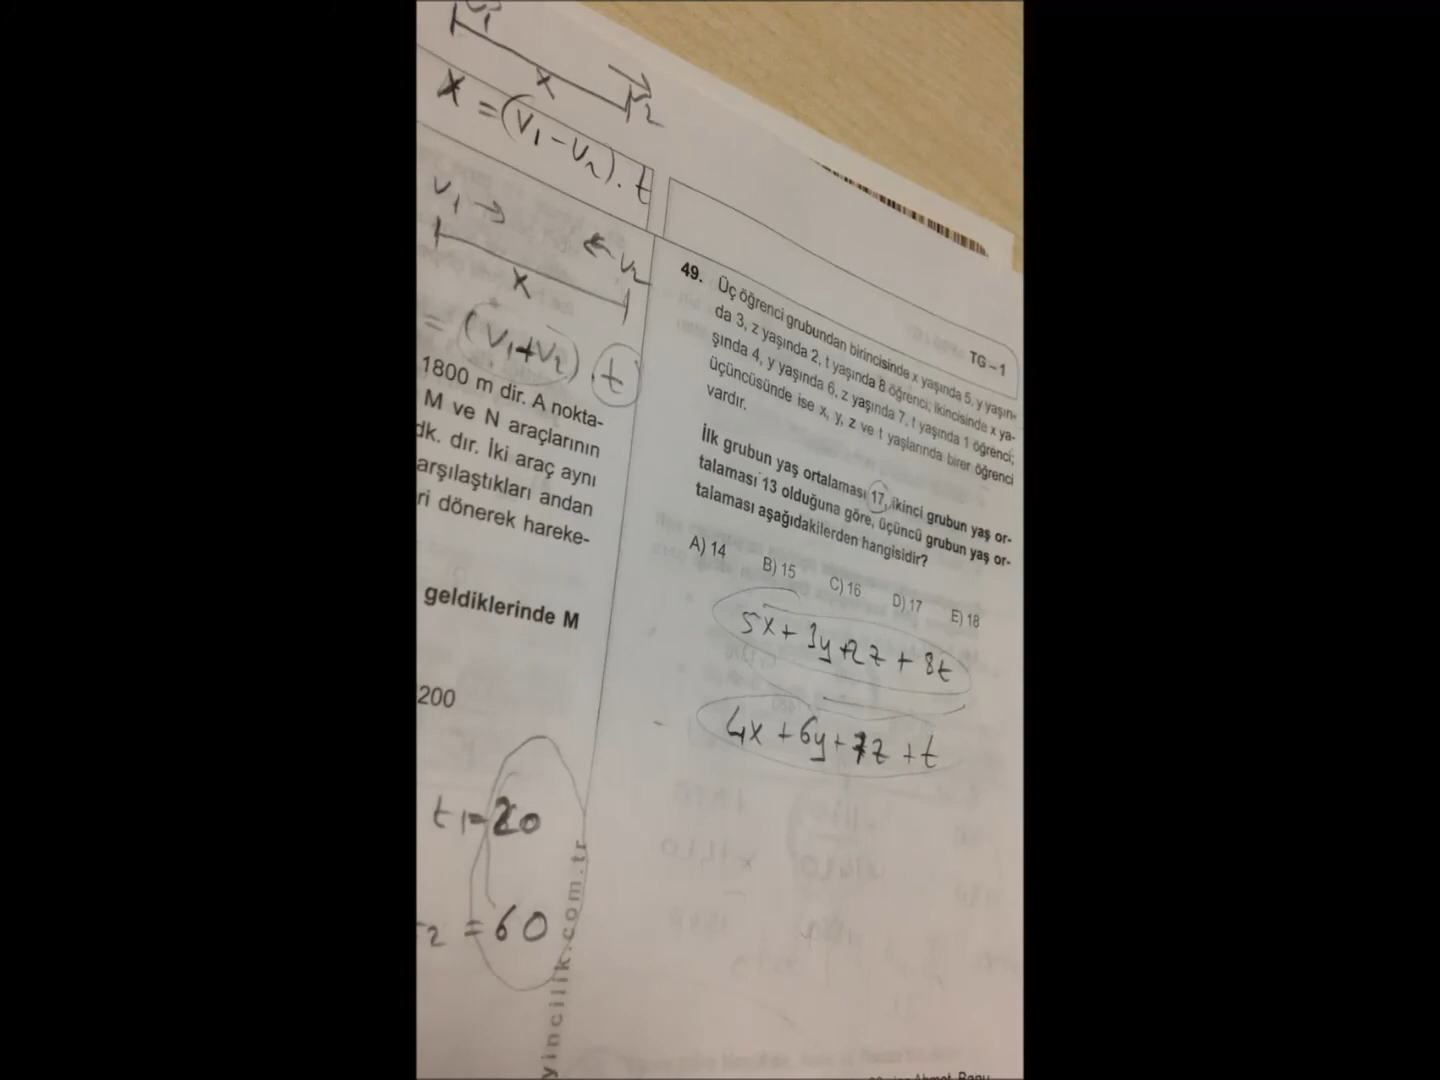 x
V2
X = (V1 - V2) . t
V1 →
← V2
x
= (V1 + V2) . t
1800 m dir. A nokta-
M ve N araçlarının
dk. dır. İki araç aynı
arşılaştıkları andan
ri dönerek hareke-
geldiklerinde M
200
t1 = 20
2 = 60
yincilik.com.tr
TG – 1
49. Üç öğrenci grubundan birincisinde x yaşında 5, y yaşın-
da 3, z yaşında 2, t yaşında 8 öğrenci; ikincisinde x ya-
şında 4, y yaşında 6, z yaşında 7, t yaşında 1 öğrenci;
üçüncüsünde ise x, y, z ve t yaşlarında birer öğrenci
vardır.
İlk grubun yaş ortalaması 17, ikinci grubun yaş or-
talaması 13 olduğuna göre, üçüncü grubun yaş or-
talaması aşağıdakilerden hangisidir?
A) 14 B) 15 C) 16 D) 17 E) 18
5x + 3y + 2z + 8t
4x + 6y + 7z + t